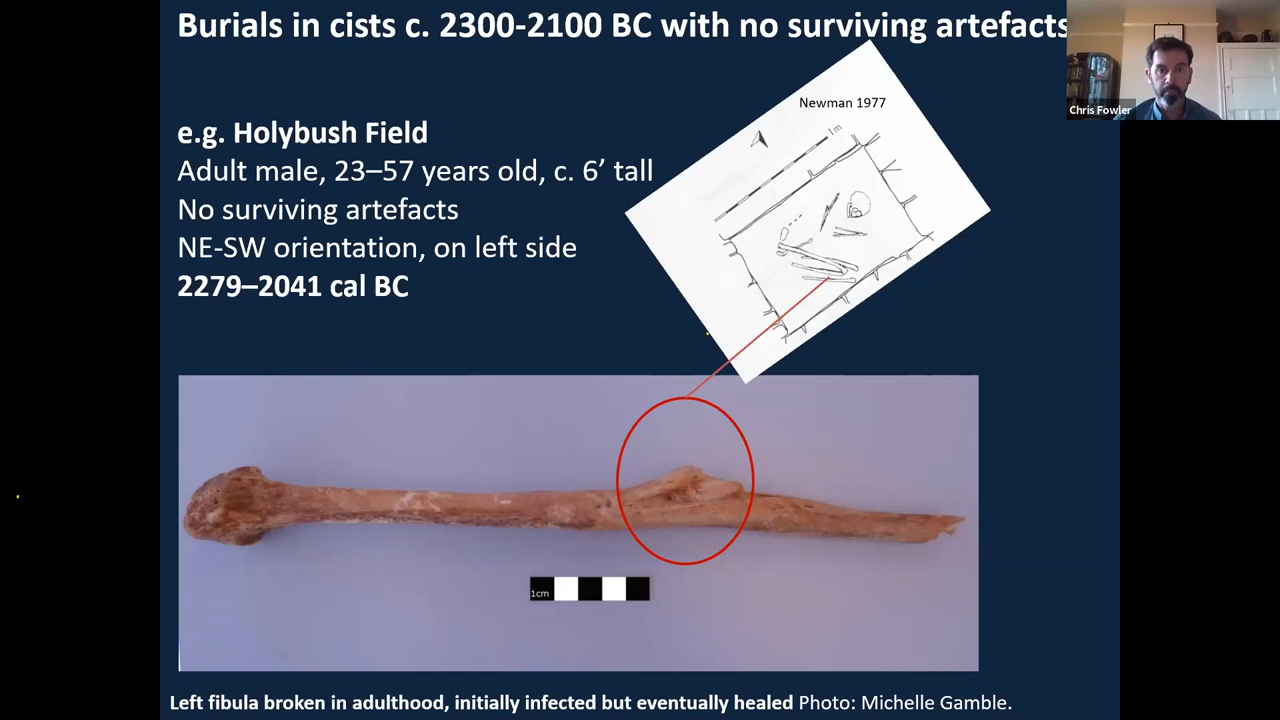 Burials in cists c. 2300-2100 BC with no surviving artefacts
Chris Fowler
Newman 1977
1m
e.g. Holybush Field
Adult male, 23–57 years old, c. 6’ tall
No surviving artefacts
NE-SW orientation, on left side
2279–2041 cal BC
1cm
Left fibula broken in adulthood, initially infected but eventually healed Photo: Michelle Gamble.